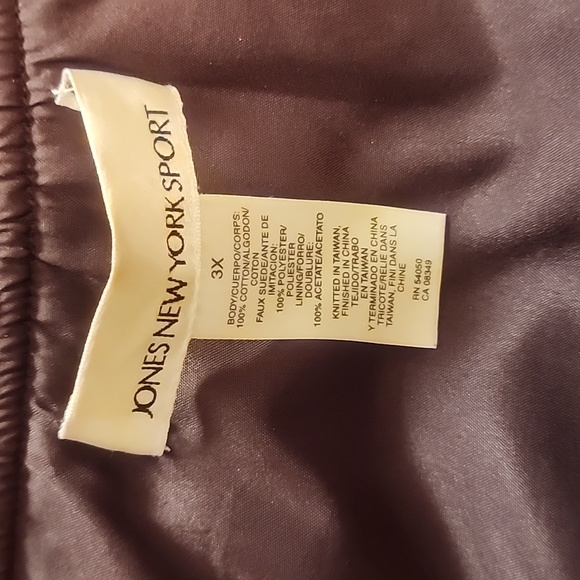 JONES NEW YORK SPORT
3X
BODY/CUERPO/CORPS:
100% COTTON/ALGODON/
COTON
FAUX SUEDE/ANTE DE
IMITACION:
100% POLYESTER/
POLIESTER
LINING/FORRO/
DOUBLURE:
100% ACETATE/ACETATO
KNITTED IN TAIWAN,
FINISHED IN CHINA
TEJIDO/TRABO
EN TAIWAN
Y TERMINADO EN CHINA
TRICOTE/RELIE DANS
TAIWAN, FIN DANS LA
CHINE
RN 54050
CA 08349